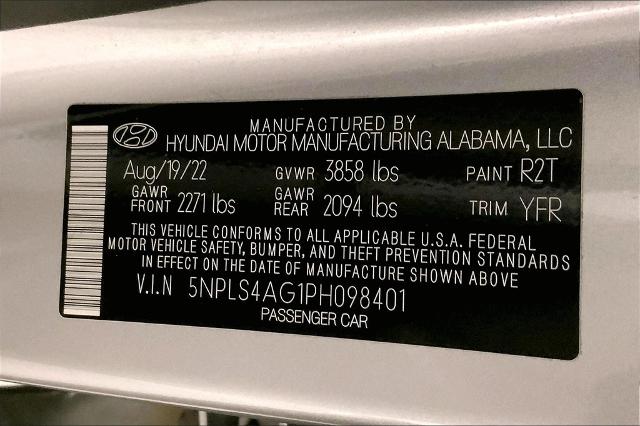 MANUFACTURED BY
HYUNDAI MOTOR MANUFACTURING ALABAMA, LLC
Aug/19/22 GVWR 3858 lbs PAINT R2T
GAWR FRONT 2271 lbs GAWR REAR 2094 lbs TRIM YFR
THIS VEHICLE CONFORMS TO ALL APPLICABLE U.S.A. FEDERAL
MOTOR VEHICLE SAFETY, BUMPER, AND THEFT PREVENTION STANDARDS
IN EFFECT ON THE DATE OF MANUFACTURE SHOWN ABOVE
V.I.N 5NPLS4AG1PH098401
PASSENGER CAR